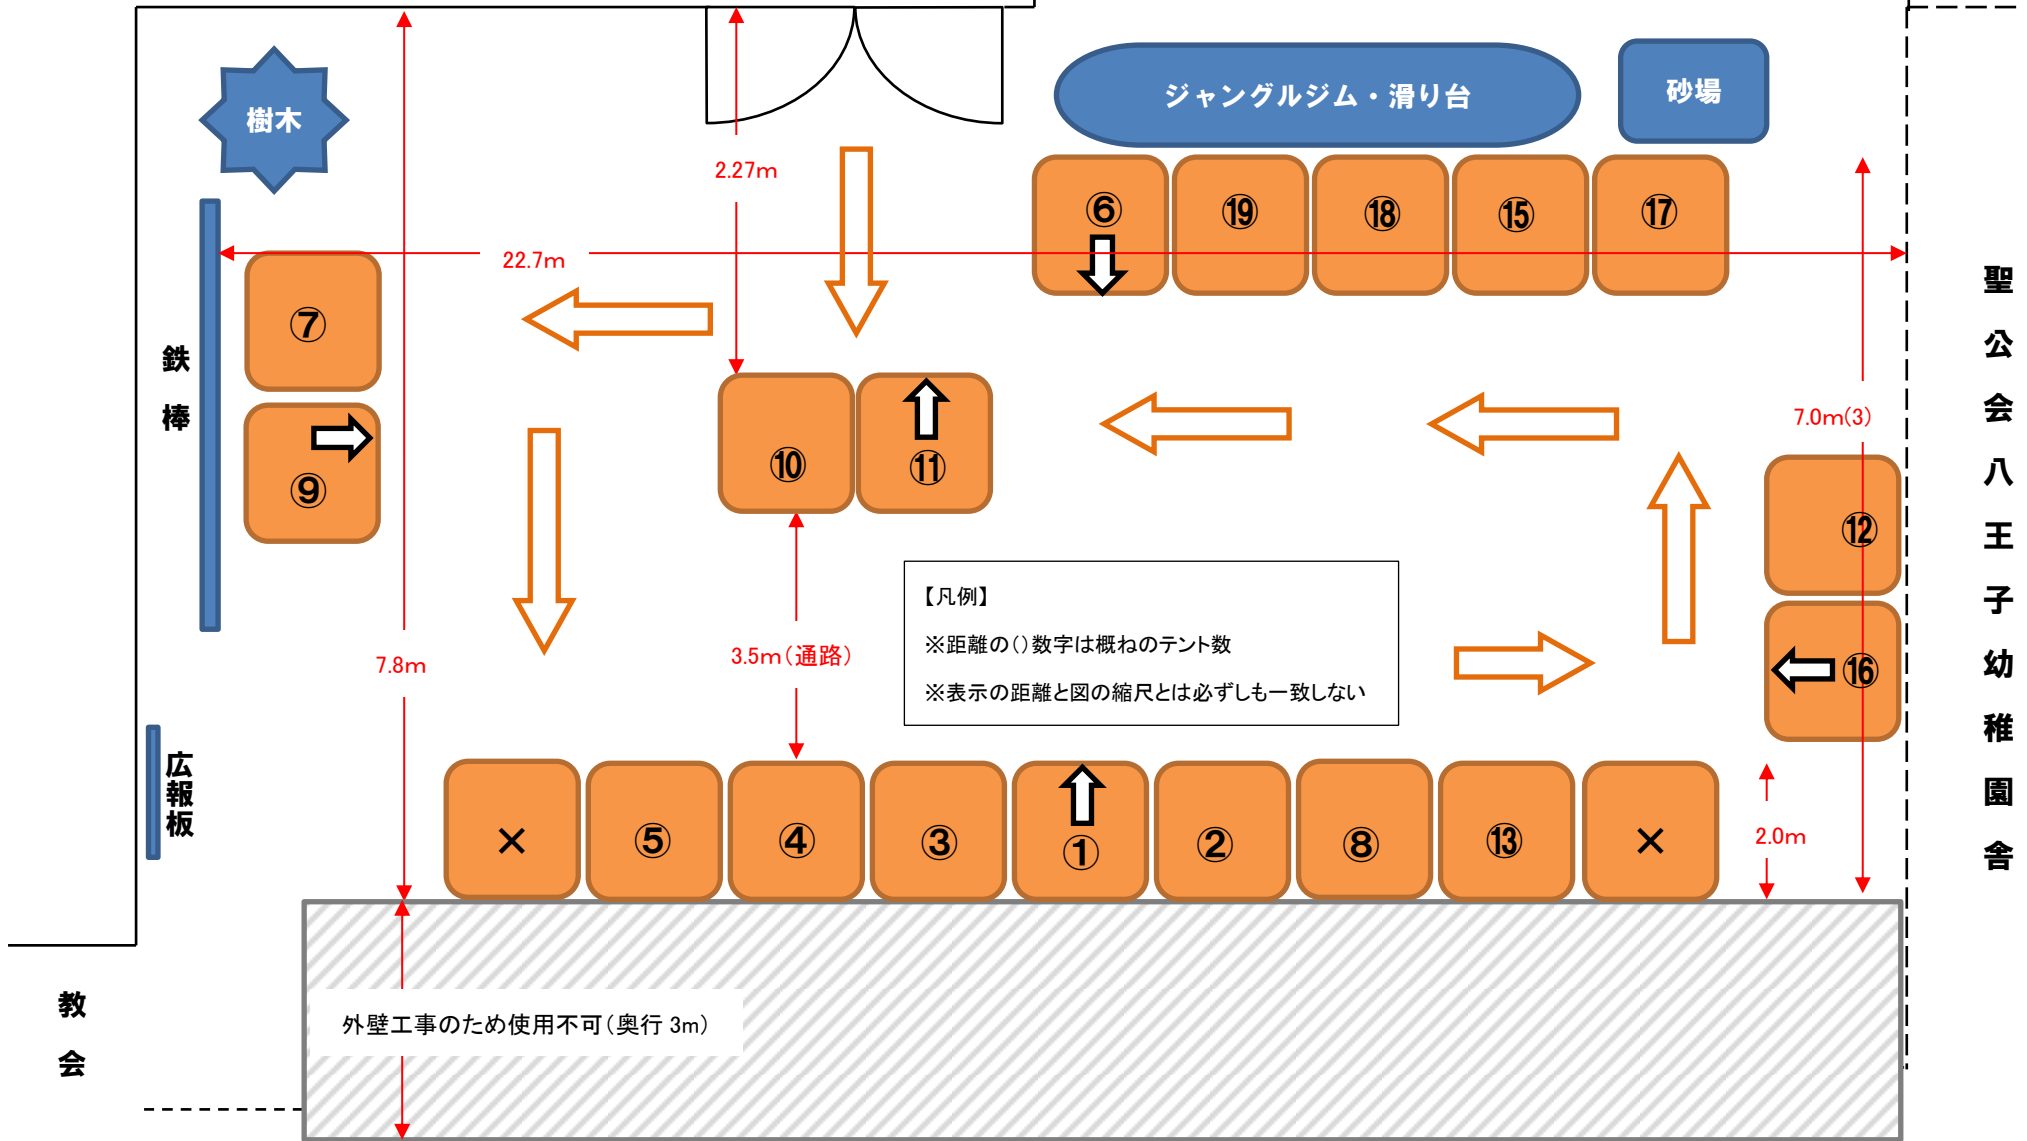 樹木
ジャングルジム・滑り台
砂場
2.27m
22.7m
⑥
⑲
⑱
⑮
⑰
⑦
⑨
鉄棒
⑩
⑪
7.0m(3)
⑫
⑯
聖公会八王子幼稚園舎
【凡例】
※距離の()数字は概ねのテント数
※表示の距離と図の縮尺とは必ずしも一致しない
7.8m
3.5m(通路)
広報板
×
⑤
④
③
①
②
⑧
⑬
×
2.0m
外壁工事のため使用不可(奥行 3m)
教会